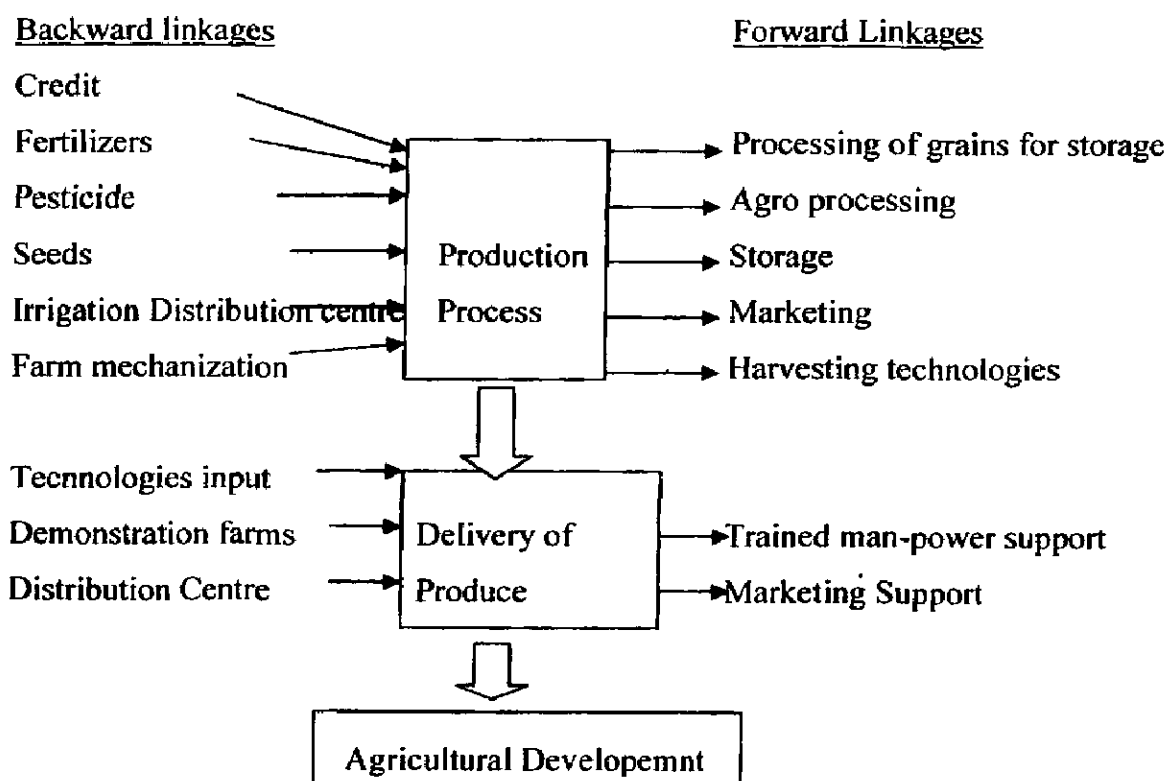 Backward linkages
Forward Linkages
Credit
Fertilizers
Pesticide
Seeds
Irrigation Distribution centre
Farm mechanization
Production
Process
Processing of grains for storage
Agro processing
Storage
Marketing
Harvesting technologies
Tecnnologies input
Demonstration farms
Distribution Centre
Delivery of
Produce
Trained man-power support
Marketing Support
Agricultural Developemnt